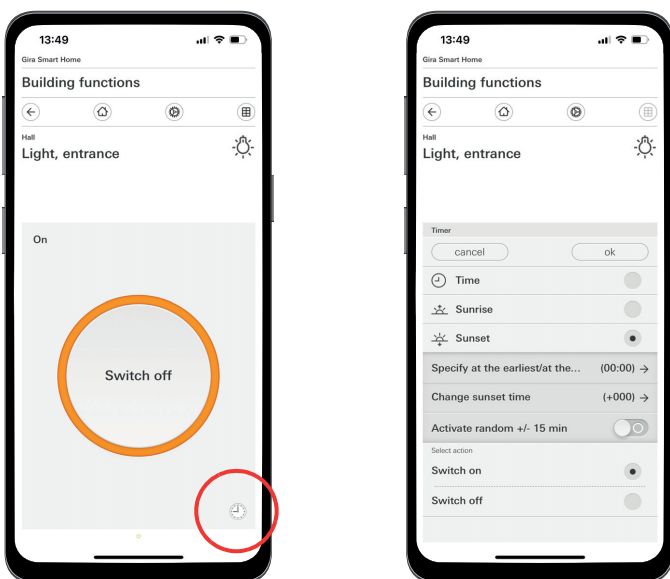 13:49
Gira Smart Home
Building functions
Hall
Light, entrance
On
Switch off
13:49
Gira Smart Home
Building functions
Hall
Light, entrance
Timer
cancel ok
Time
Sunrise
Sunset
Specify at the earliest/at the... (00:00) →
Change sunset time (+000) →
Activate random +/- 15 min
Select action
Switch on
Switch off